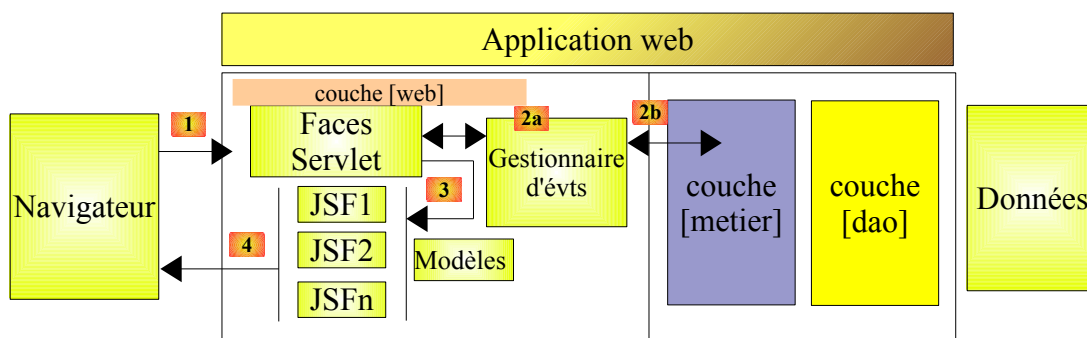 Application web
couche [web]
1
Faces
Servlet
2a
2b
Gestionnaire
d'évts
Navigateur
couche
[metier]
couche
[dao]
Données
3
JSF1
4
JSF2
Modèles
JSFn